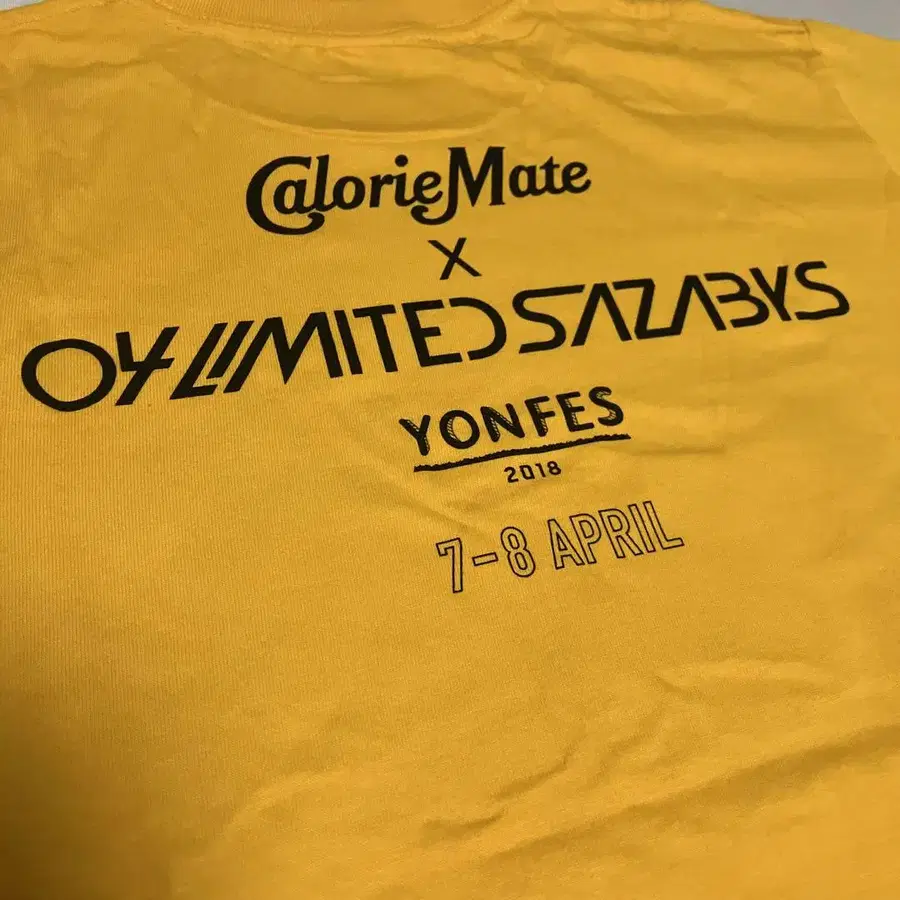 CalorieMate
X
04 LIMITED SAZABYS
YONFES
2018
7-8 APRIL